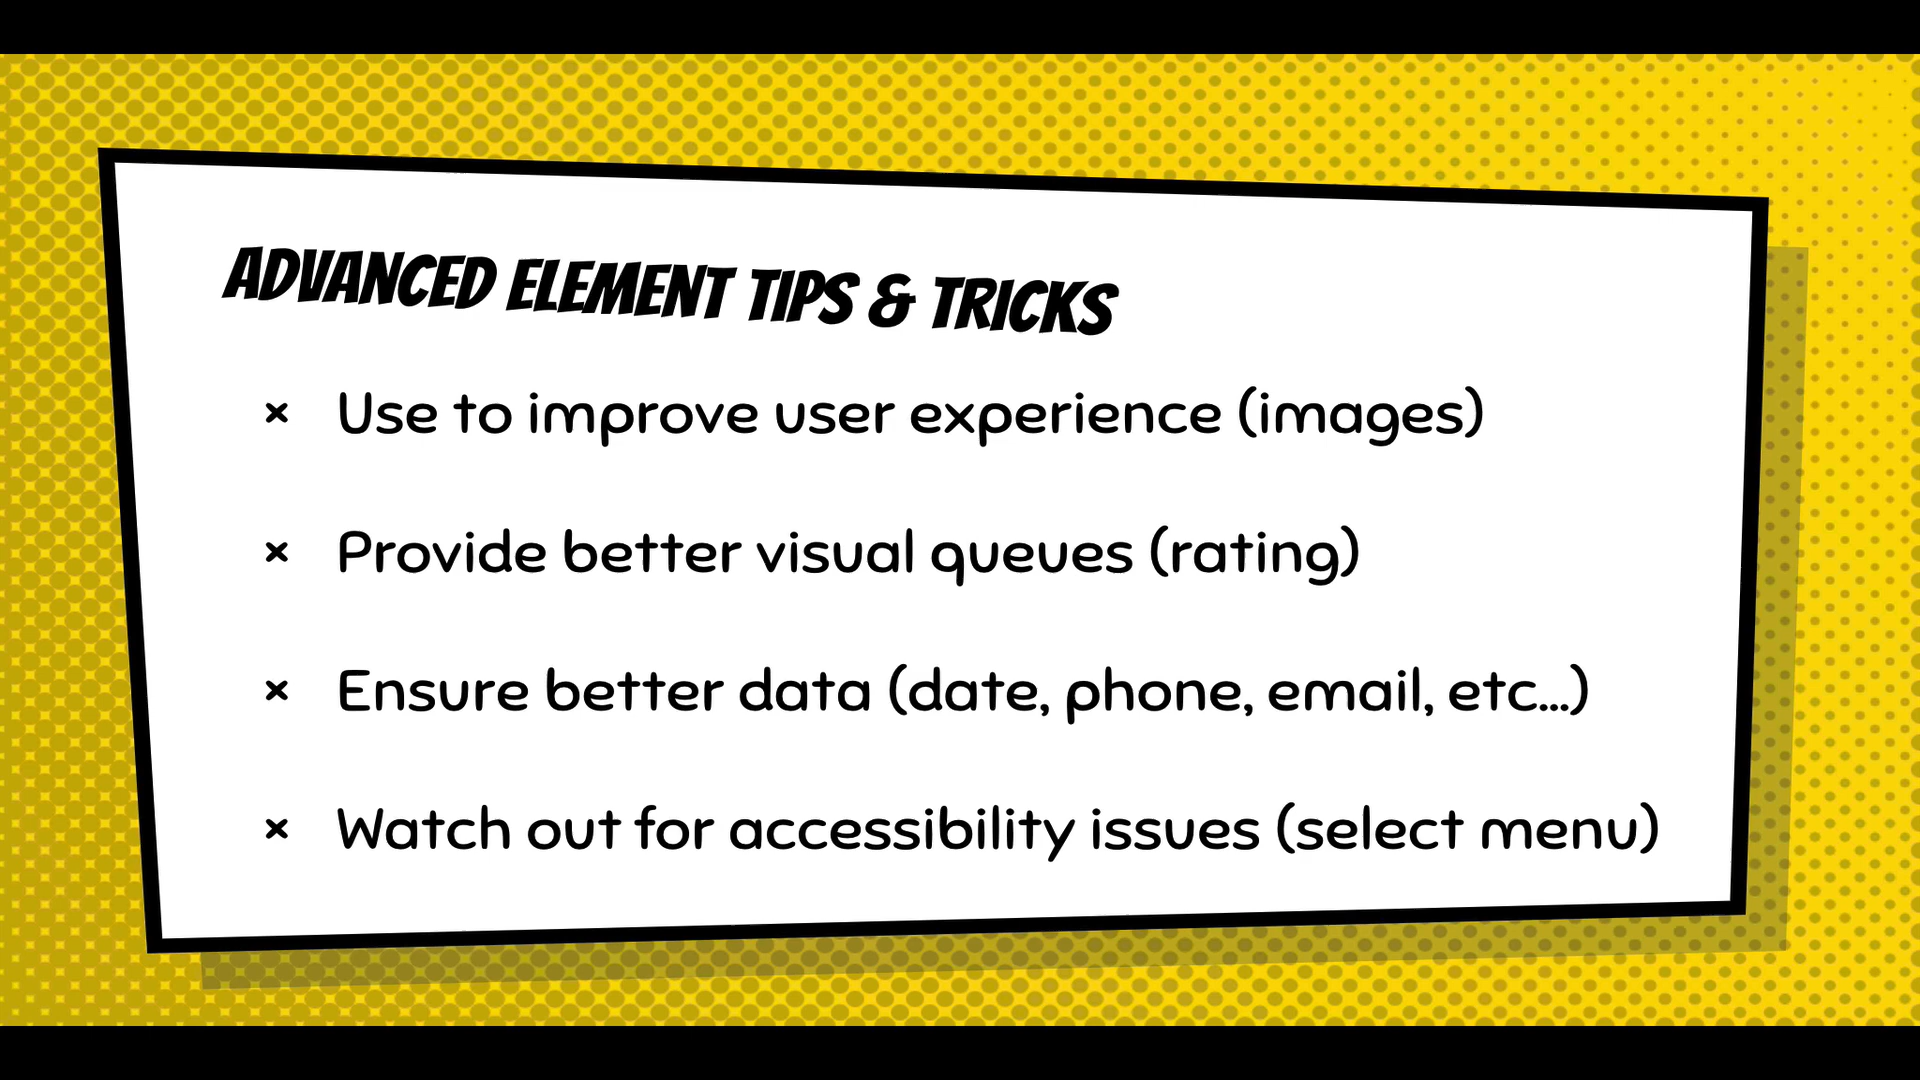 ADVANCED ELEMENT TIPS & TRICKS
× Use to improve user experience (images)
× Provide better visual queues (rating)
× Ensure better data (date, phone, email, etc...)
× Watch out for accessibility issues (select menu)